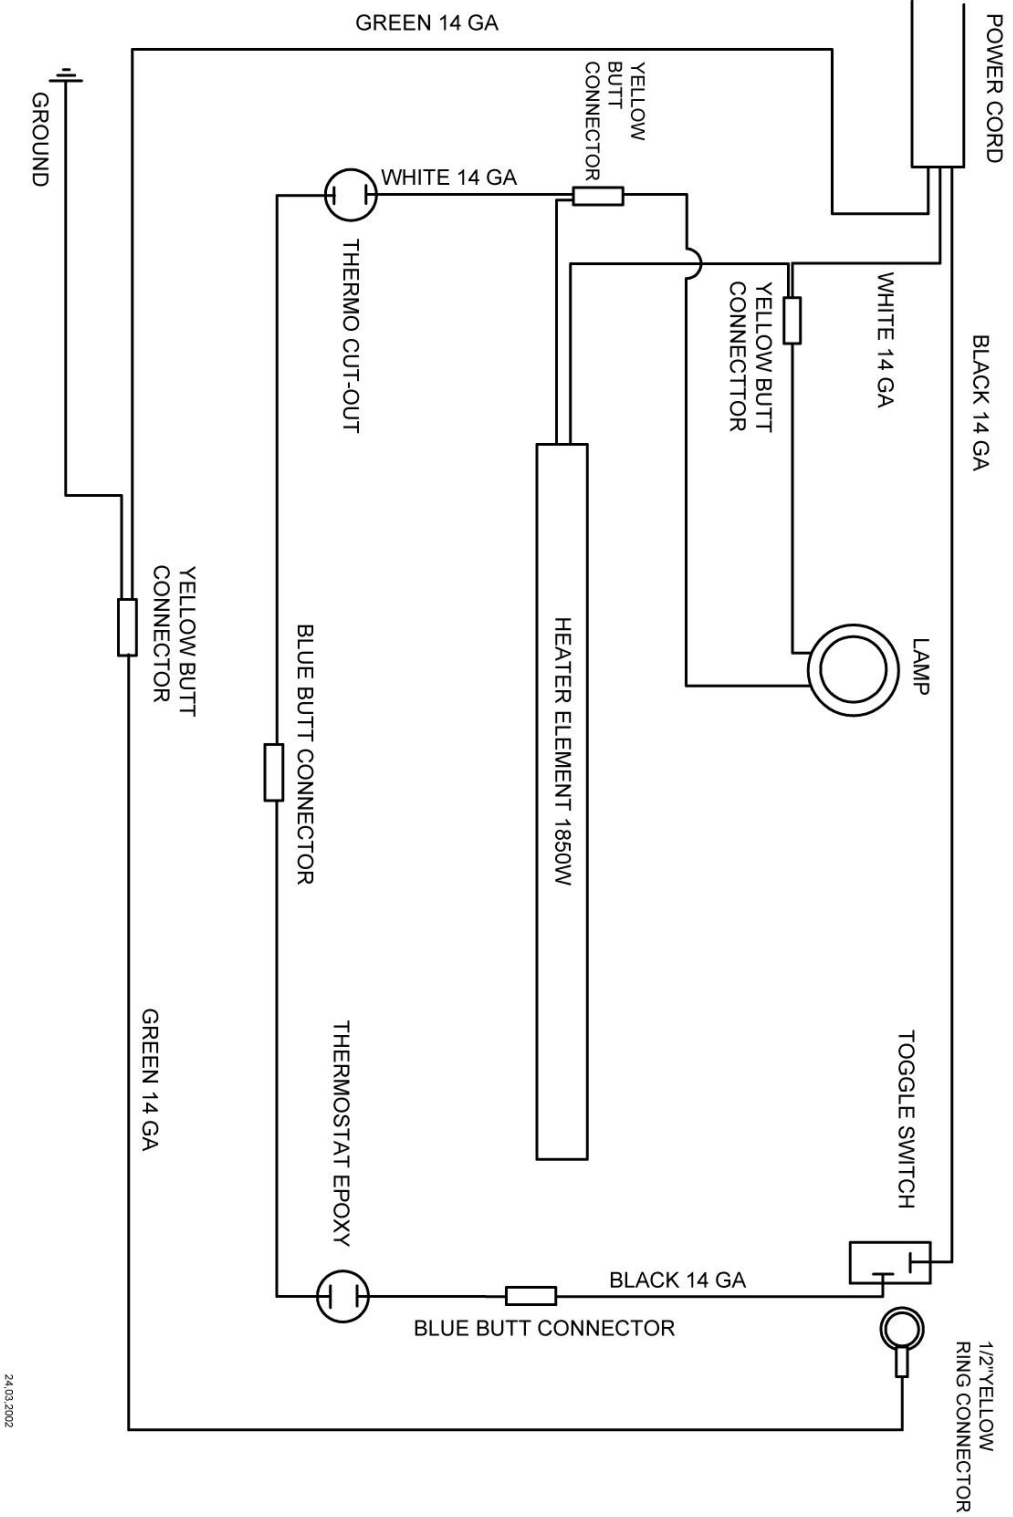 GREEN 14 GA
POWER CORD
GROUND
YELLOW
BUTT
CONNECTOR
WHITE 14 GA
THERMO CUT-OUT
YELLOW BUTT
CONNECTTOR
WHITE 14 GA
BLACK 14 GA
YELLOW BUTT
CONNECTOR
BLUE BUTT CONNECTOR
HEATER ELEMENT 1850W
LAMP
GREEN 14 GA
THERMOSTAT EPOXY
TOGGLE SWITCH
BLACK 14 GA
BLUE BUTT CONNECTOR
1/2"YELLOW
RING CONNECTOR
24,03,2002